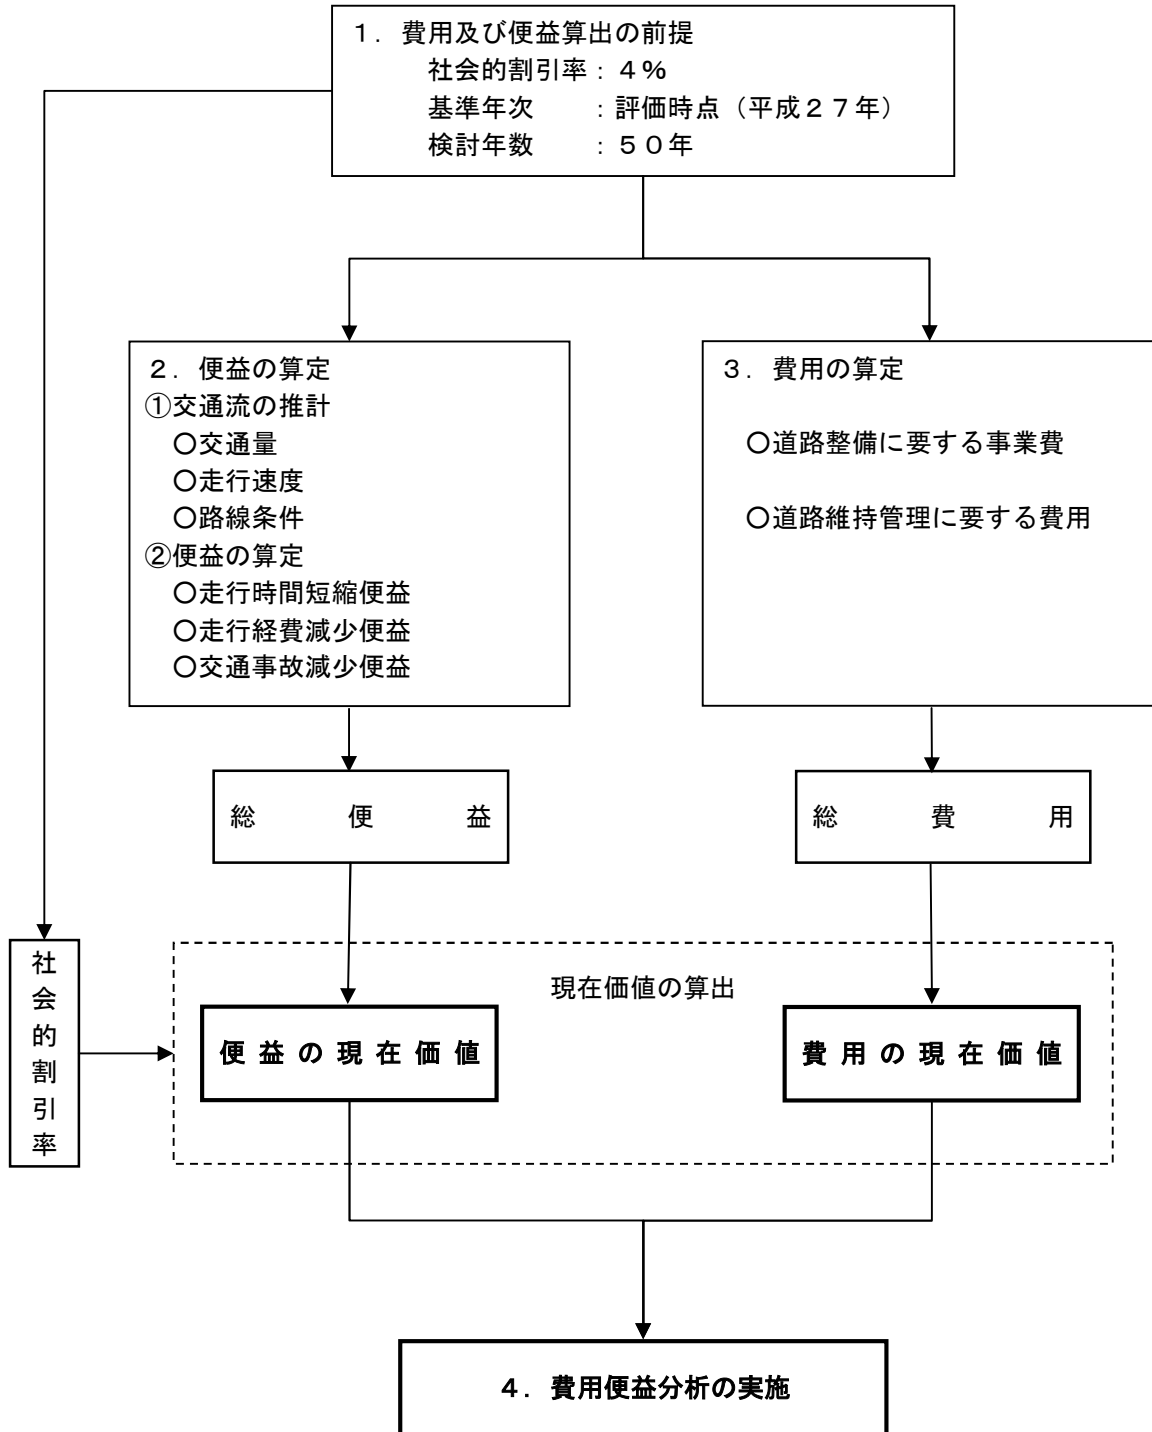 １．費用及び便益算出の前提
社会的割引率：４％
基準年次　　：評価時点（平成２７年）
検討年数　　：５０年
２．便益の算定
①交通流の推計
○交通量
○走行速度
○路線条件
②便益の算定
○走行時間短縮便益
○走行経費減少便益
○交通事故減少便益
３．費用の算定
○道路整備に要する事業費
○道路維持管理に要する費用
総　便　益
総　費　用
社会的割引率
現在価値の算出
便益の現在価値
費用の現在価値
４．費用便益分析の実施